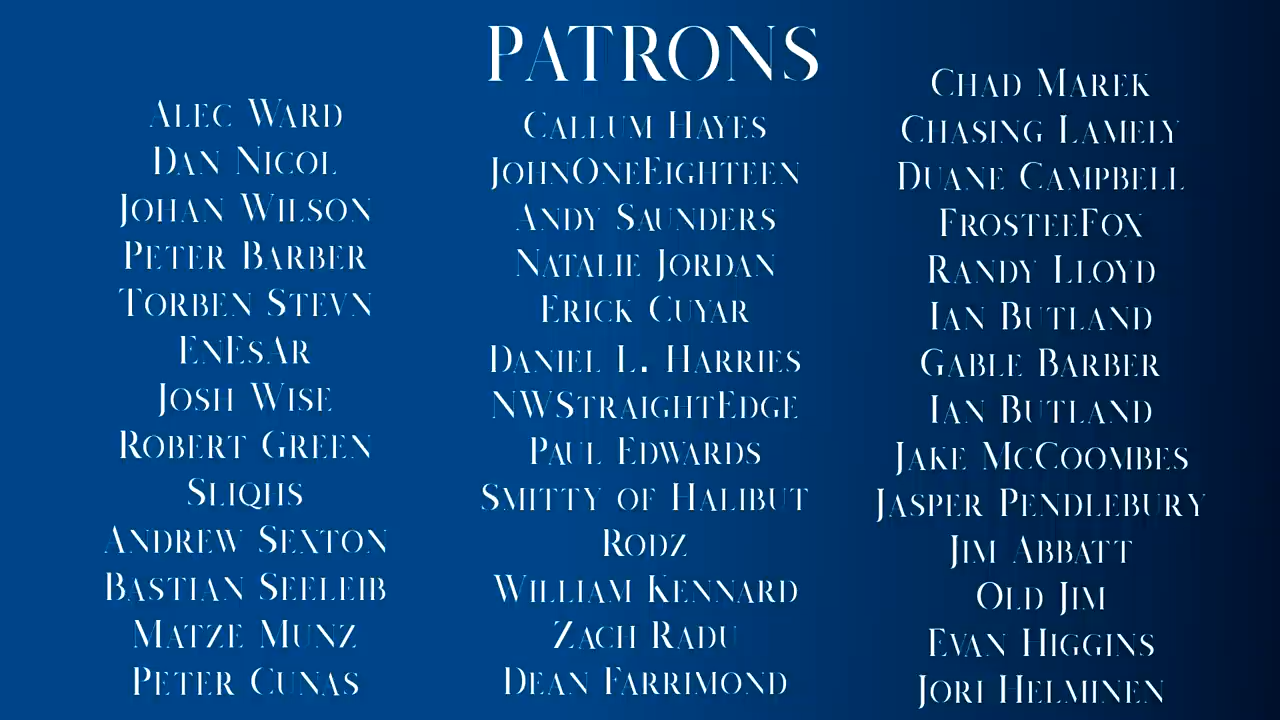 PATRONS
ALEC WARD
DAN NICOL
JOHAN WILSON
PETER BARBER
TORBEN STEVN
ENESAR
JOSH WISE
ROBERT GREEN
SLIQHS
ANDREW SEXTON
BASTIAN SEELEIB
MATZE MUNZ
PETER CUNAS
CALLUM HAYES
JOHNONEEIGHTEEN
ANDY SAUNDERS
NATALIE JORDAN
ERICK CUYAR
DANIEL L. HARRIES
NWSTRAIGHTEDGE
PAUL EDWARDS
SMITTY OF HALIBUT
RODZ
WILLIAM KENNARD
ZACH RADU
DEAN FARRIMOND
CHAD MAREK
CHASING LAMELY
DUANE CAMPBELL
FROSTEEFOX
RANDY LLOYD
IAN BUTLAND
GABLE BARBER
IAN BUTLAND
JAKE MCCOOMBES
JASPER PENDLEBURY
JIM ABBATT
OLD JIM
EVAN HIGGINS
JORI HELMINEN